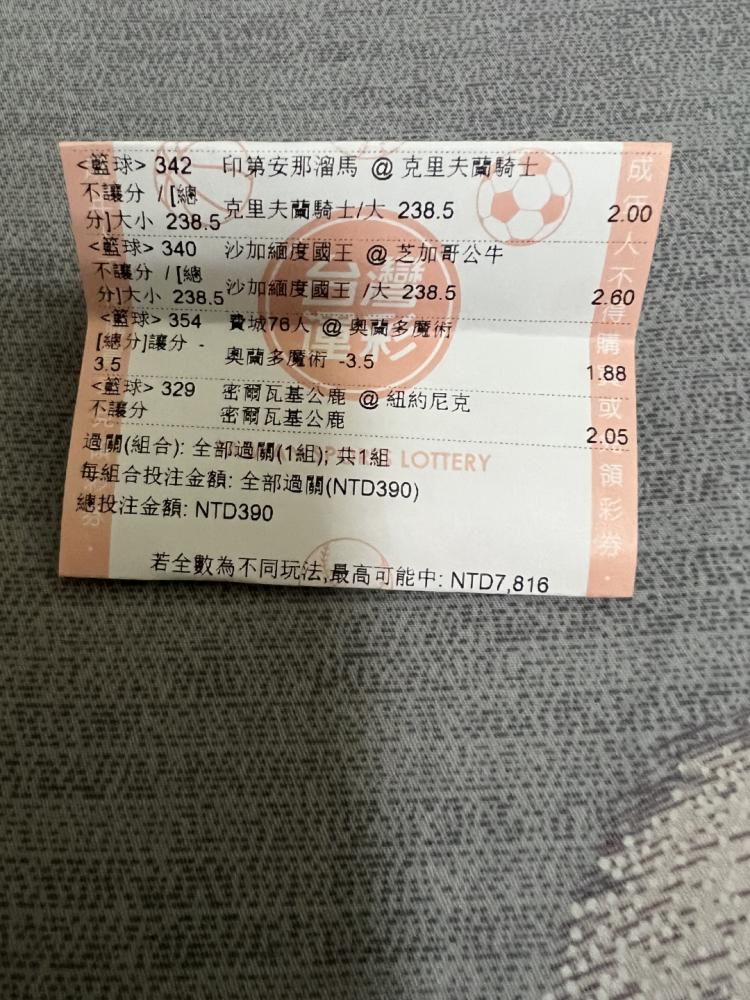 <籃球> 342 印第安那溜馬 @ 克里夫蘭騎士
不讓分 / [總
分]大小 238.5 克里夫蘭騎士/大 238.5 2.00
<籃球> 340 沙加緬度國王 @ 芝加哥公牛
不讓分 / [總
分]大小 238.5 沙加緬度國王 /大 238.5 2.60
<籃球> 354 費城76人 @ 奧蘭多魔術
[總分]讓分 -
3.5 奧蘭多魔術 -3.5 1.88
<籃球> 329 密爾瓦基公鹿 @ 紐約尼克
不讓分 密爾瓦基公鹿 2.05
過關(組合): 全部過關(1組), 共1組
每組合投注金額: 全部過關(NTD390)
總投注金額: NTD390
若全數為不同玩法,最高可能中: NTD7,816
台灣
運彩
LOTTERY
成年人不得購 或 領彩券